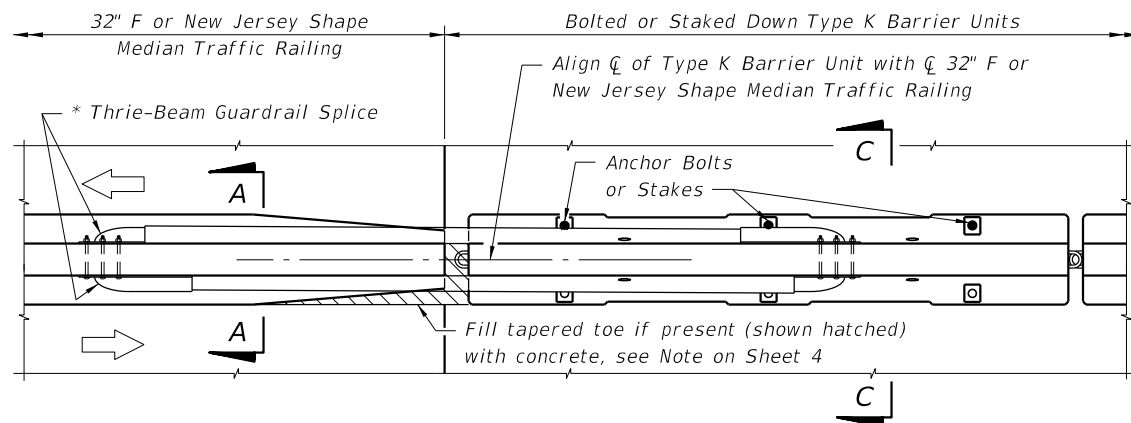 32" F or New Jersey Shape
Median Traffic Railing
Bolted or Staked Down Type K Barrier Units
Align ℄ of Type K Barrier Unit with ℄ 32" F or
New Jersey Shape Median Traffic Railing
* Thrie-Beam Guardrail Splice
C
Anchor Bolts
or Stakes
A
A
Fill tapered toe if present (shown hatched)
with concrete, see Note on Sheet 4
C